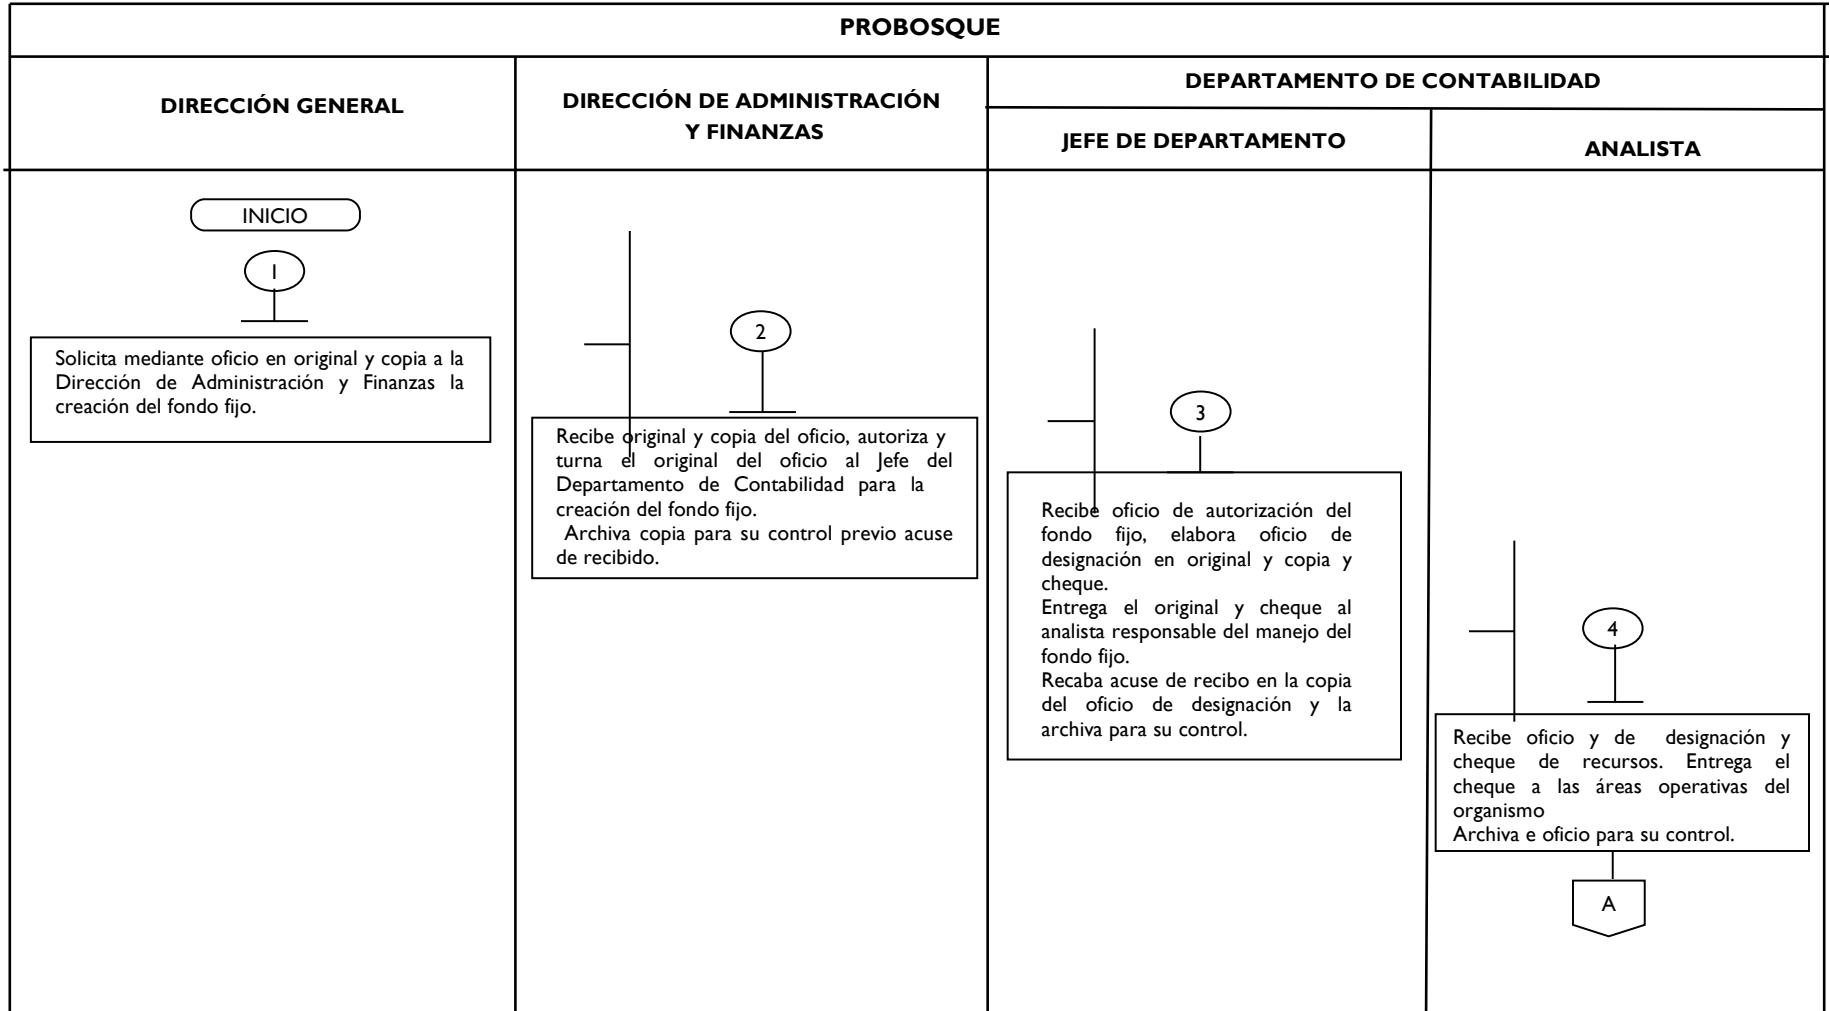 PROBOSQUE
DIRECCIÓN GENERAL
DIRECCIÓN DE ADMINISTRACIÓN
Y FINANZAS
DEPARTAMENTO DE CONTABILIDAD
JEFE DE DEPARTAMENTO
ANALISTA
INICIO
1
Solicita mediante oficio en original y copia a la
Dirección de Administración y Finanzas la
creación del fondo fijo.
2
Recibe original y copia del oficio, autoriza y
turna el original del oficio al Jefe del
Departamento de Contabilidad para la
creación del fondo fijo.
Archiva copia para su control previo acuse
de recibido.
3
Recibe oficio de autorización del
fondo fijo, elabora oficio de
designación en original y copia y
cheque.
Entrega el original y cheque al
analista responsable del manejo del
fondo fijo.
Recaba acuse de recibo en la copia
del oficio de designación y la
archiva para su control.
4
Recibe oficio y de designación y
cheque de recursos. Entrega el
cheque a las áreas operativas del
organismo
Archiva e oficio para su control.
A